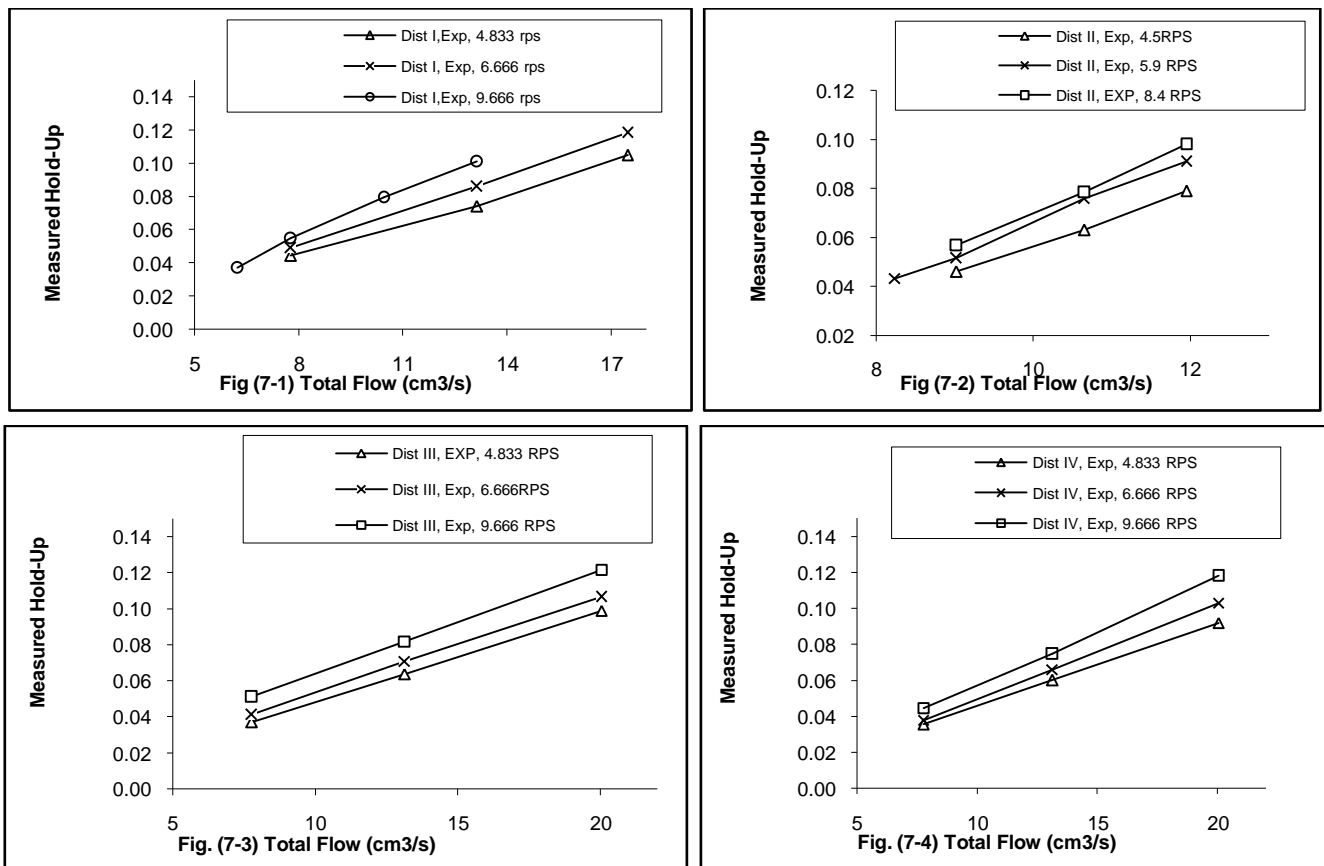 Dist I,Exp, 4.833 rps
Dist I,Exp, 6.666 rps
Dist I,Exp, 9.666 rps
Measured Hold-Up
0.14
0.12
0.10
0.08
0.06
0.04
0.02
0.00
5 8 11 14 17
Fig (7-1) Total Flow (cm3/s)
Dist II, Exp, 4.5RPS
Dist II, Exp, 5.9 RPS
Dist II, EXP, 8.4 RPS
Measured Hold-Up
0.12
0.10
0.08
0.06
0.04
0.02
8 10 12
Fig (7-2) Total Flow (cm3/s)
Dist III, EXP, 4.833 RPS
Dist III, Exp, 6.666RPS
Dist III, Exp, 9.666 RPS
Measured Hold-Up
0.14
0.12
0.10
0.08
0.06
0.04
0.02
0.00
5 10 15 20
Fig. (7-3) Total Flow (cm3/s)
Dist IV, Exp, 4.833 RPS
Dist IV, Exp, 6.666 RPS
Dist IV, Exp, 9.666 RPS
Measured Hold-Up
0.14
0.12
0.10
0.08
0.06
0.04
0.02
0.00
5 10 15 20
Fig. (7-4) Total Flow (cm3/s)